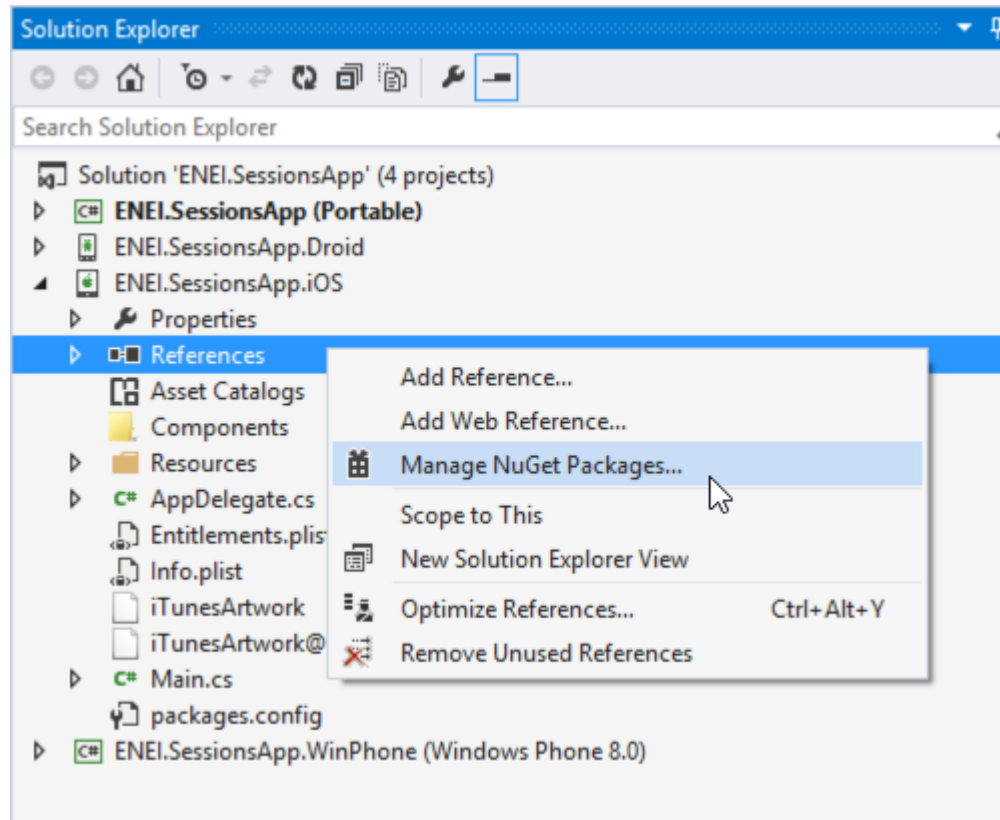 Solution Explorer
Search Solution Explorer
Solution 'ENEI.SessionsApp' (4 projects)
C# ENEI.SessionsApp (Portable)
ENEI.SessionsApp.Droid
ENEI.SessionsApp.iOS
Properties
References
Add Reference...
Asset Catalogs
Add Web Reference...
Components
Resources
Manage NuGet Packages...
C# AppDelegate.cs
Scope to This
Entitlements.plis
New Solution Explorer View
Info.plist
iTunesArtwork
Optimize References... Ctrl+Alt+Y
iTunesArtwork@
Remove Unused References
C# Main.cs
packages.config
C# ENEI.SessionsApp.WinPhone (Windows Phone 8.0)